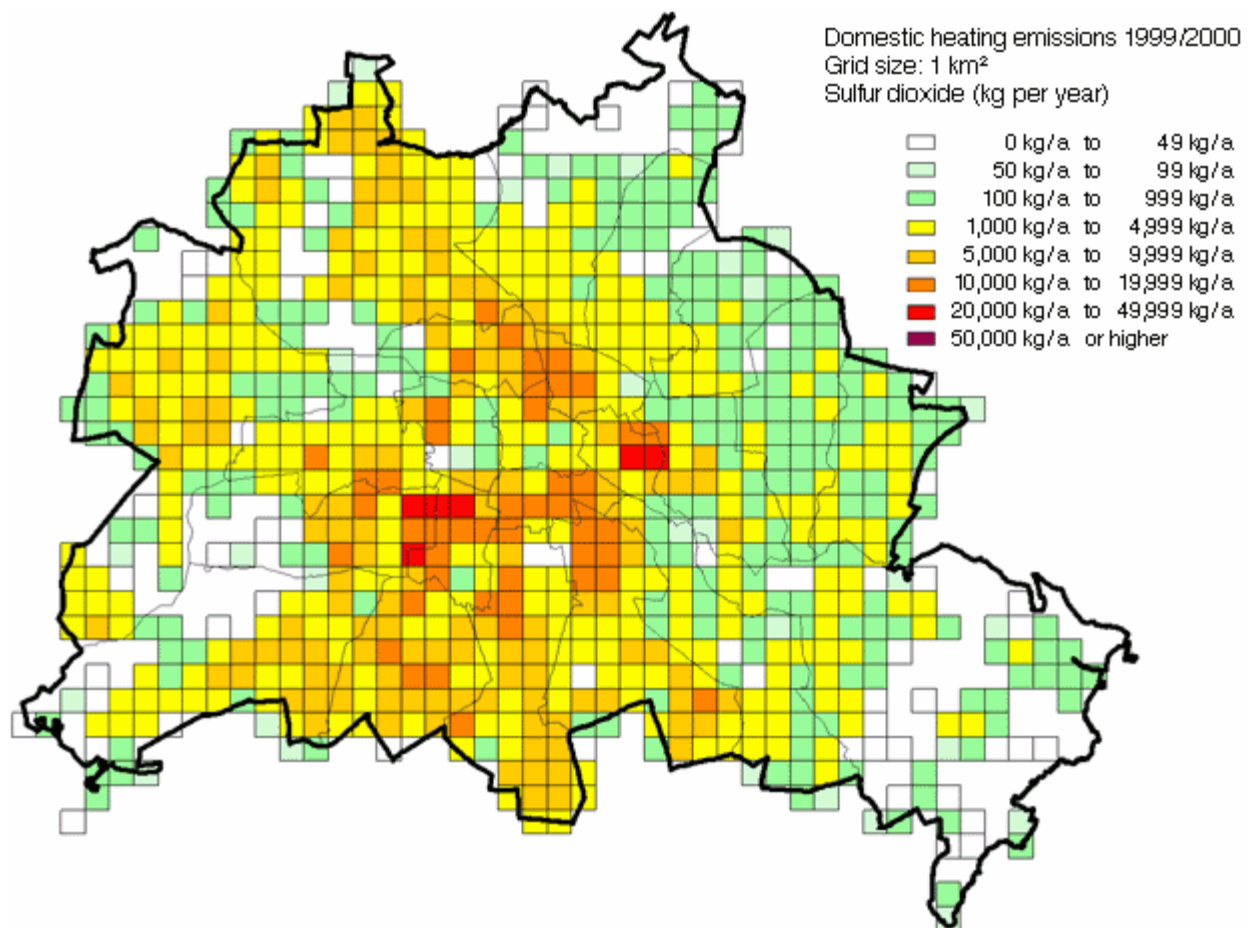 Domestic heating emissions 1999/2000
Grid size: 1 km²
Sulfur dioxide (kg per year)
0 kg/a to 49 kg/a
50 kg/a to 99 kg/a
100 kg/a to 999 kg/a
1,000 kg/a to 4,999 kg/a
5,000 kg/a to 9,999 kg/a
10,000 kg/a to 19,999 kg/a
20,000 kg/a to 49,999 kg/a
50,000 kg/a or higher